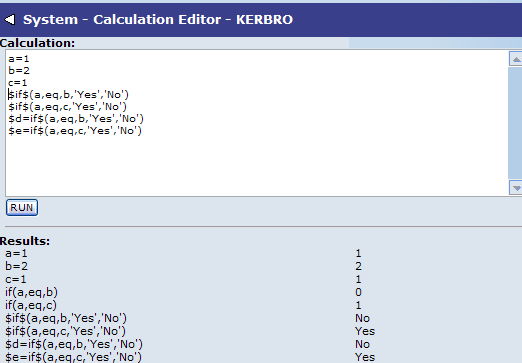 System - Calculation Editor - KERBRO
Calculation:
a=1
b=2
c=1
$if$(a,eq,b,'Yes','No')
$if$(a,eq,c,'Yes','No')
$d=if$(a,eq,b,'Yes','No')
$e=if$(a,eq,c,'Yes','No')
RUN
Results:
a=1 1
b=2 2
c=1 1
if(a,eq,b) 0
if(a,eq,c) 1
$if$(a,eq,b,'Yes','No') No
$if$(a,eq,c,'Yes','No') Yes
$d=if$(a,eq,b,'Yes','No') No
$e=if$(a,eq,c,'Yes','No') Yes